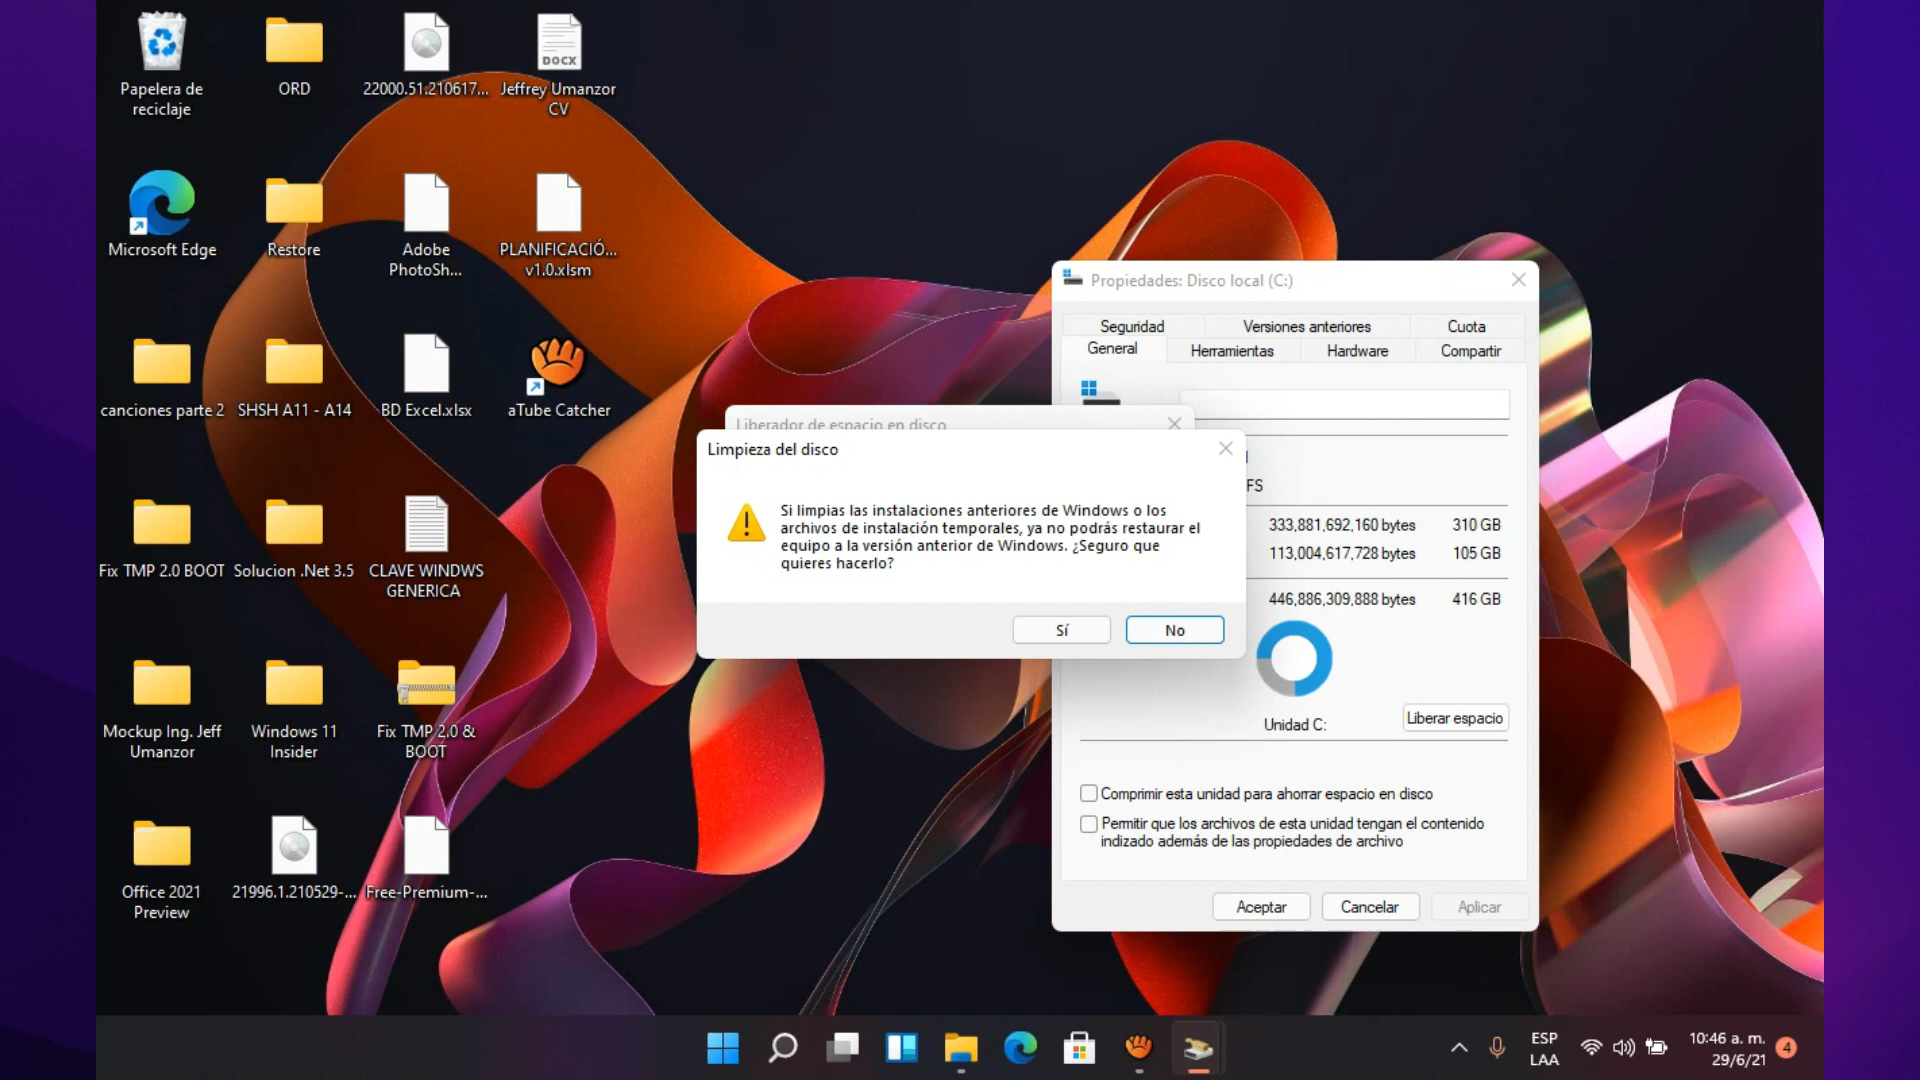 Papelera de
reciclaje
ORD
22000.51.210617...
Jeffrey Umanzor
CV
DOCX
Microsoft Edge
Restore
Adobe
PhotoSh...
PLANIFICACIÓ...
v1.0.xlsm
canciones parte 2
SHSH A11 - A14
BD Excel.xlsx
aTube Catcher
Fix TMP 2.0 BOOT
Solucion .Net 3.5
CLAVE WINDWS
GENERICA
Mockup Ing. Jeff
Umanzor
Windows 11
Insider
Fix TMP 2.0 &
BOOT
Office 2021
Preview
21996.1.210529-...
Free-Premium-...
Propiedades: Disco local (C:)
Seguridad
Versiones anteriores
Cuota
General
Herramientas
Hardware
Compartir
FS
333,881,692,160 bytes
310 GB
113,004,617,728 bytes
105 GB
446,886,309,888 bytes
416 GB
Unidad C:
Liberar espacio
Comprimir esta unidad para ahorrar espacio en disco
Permitir que los archivos de esta unidad tengan el contenido
indizado además de las propiedades de archivo
Aceptar
Cancelar
Aplicar
Liberador de espacio en disco
Limpieza del disco
Si limpias las instalaciones anteriores de Windows o los
archivos de instalación temporales, ya no podrás restaurar el
equipo a la versión anterior de Windows. ¿Seguro que
quieres hacerlo?
Sí
No
ESP
LAA
10:46 a. m.
29/6/21
4